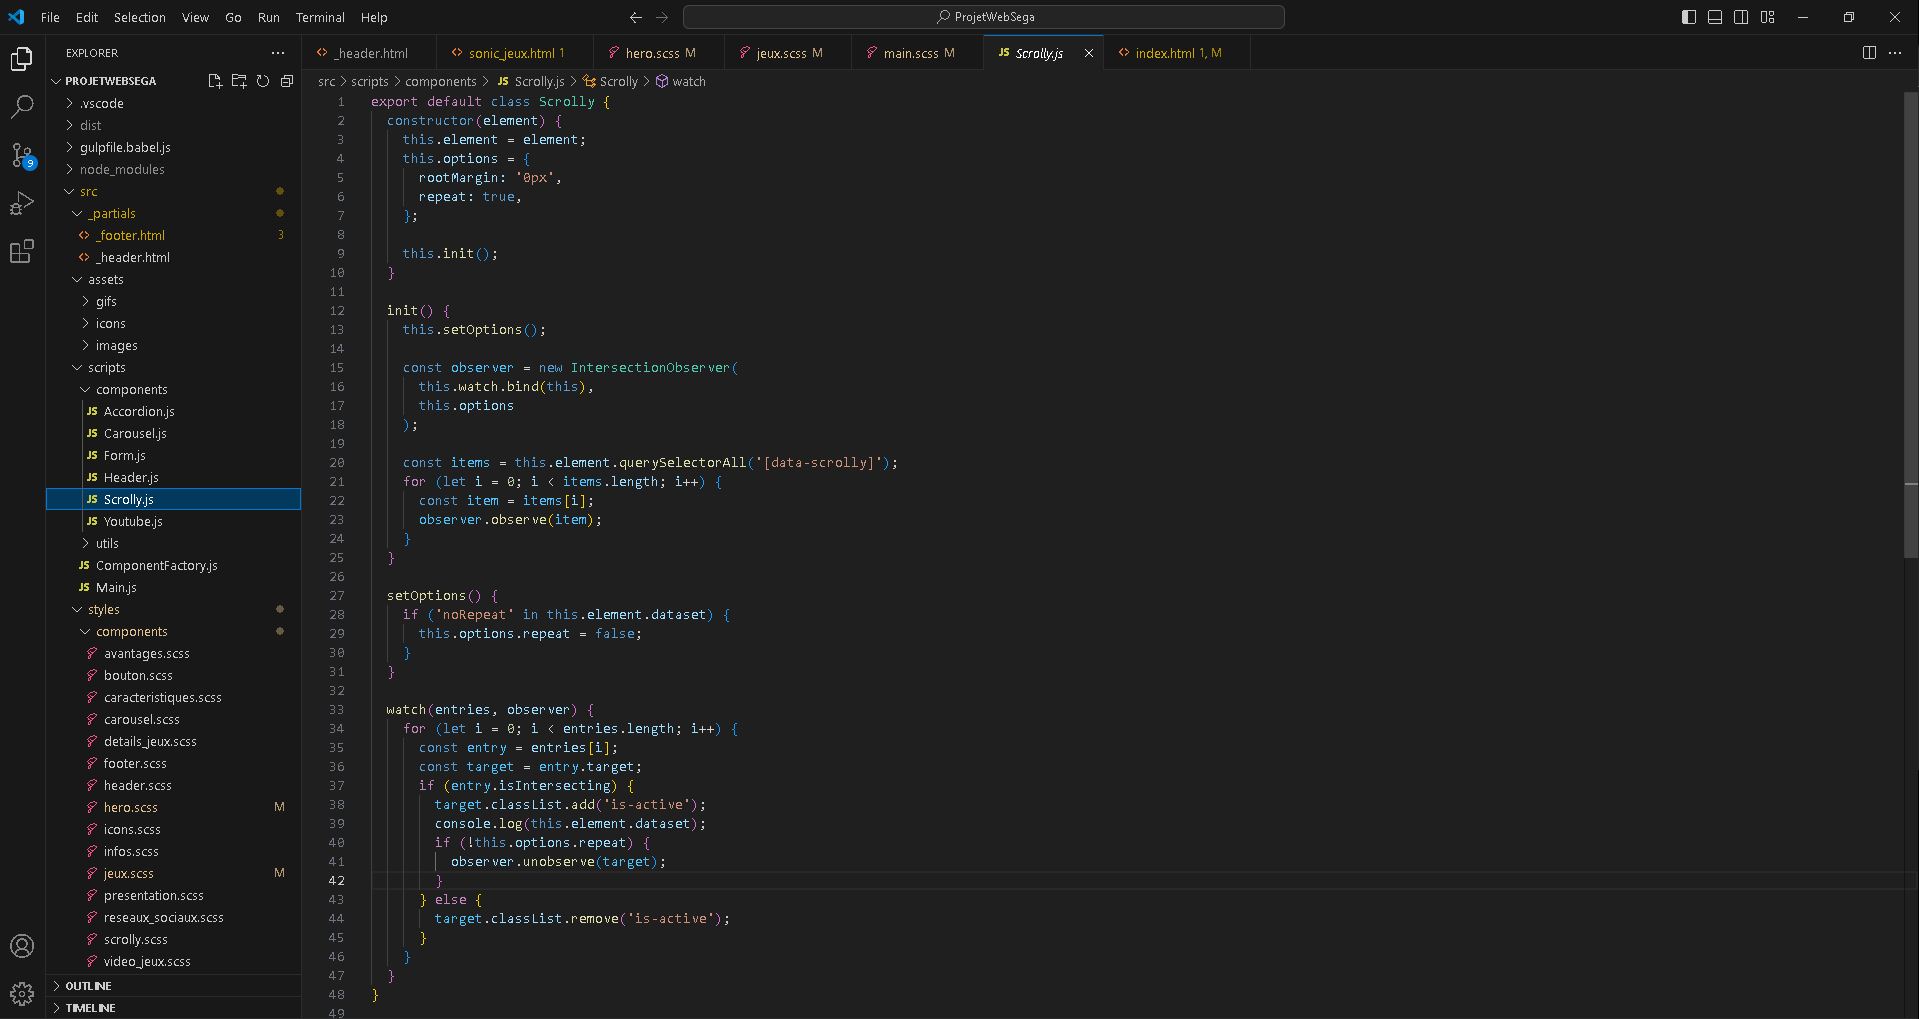 File Edit Selection View Go Run Terminal Help
ProjetWebSega
EXPLORER
PROJETWEBSEGA
.vscode
dist
gulpfile.babel.js
node_modules
src
_partials
_footer.html 3
_header.html
assets
gifs
icons
images
scripts
components
JS Accordion.js
JS Carousel.js
JS Form.js
JS Header.js
JS Scrolly.js
JS Youtube.js
utils
JS ComponentFactory.js
JS Main.js
styles
components
avantages.scss
bouton.scss
caracteristiques.scss
carousel.scss
details_jeux.scss
footer.scss
header.scss
hero.scss M
icons.scss
infos.scss
jeux.scss M
presentation.scss
reseaux_sociaux.scss
scrolly.scss
video_jeux.scss
OUTLINE
TIMELINE
9
_header.html
sonic_jeux.html 1
hero.scss M
jeux.scss M
main.scss M
JS Scrolly.js
index.html 1, M
src > scripts > components > JS Scrolly.js > Scrolly > watch
1 export default class Scrolly {
2 constructor(element) {
3 this.element = element;
4 this.options = {
5 rootMargin: '0px',
6 repeat: true,
7 };
8
9 this.init();
10 }
11
12 init() {
13 this.setOptions();
14
15 const observer = new IntersectionObserver(
16 this.watch.bind(this),
17 this.options
18 );
19
20 const items = this.element.querySelectorAll('[data-scrolly]');
21 for (let i = 0; i < items.length; i++) {
22 const item = items[i];
23 observer.observe(item);
24 }
25 }
26
27 setOptions() {
28 if ('noRepeat' in this.element.dataset) {
29 this.options.repeat = false;
30 }
31 }
32
33 watch(entries, observer) {
34 for (let i = 0; i < entries.length; i++) {
35 const entry = entries[i];
36 const target = entry.target;
37 if (entry.isIntersecting) {
38 target.classList.add('is-active');
39 console.log(this.element.dataset);
40 if (!this.options.repeat) {
41 observer.unobserve(target);
42 }
43 } else {
44 target.classList.remove('is-active');
45 }
46 }
47 }
48 }
49